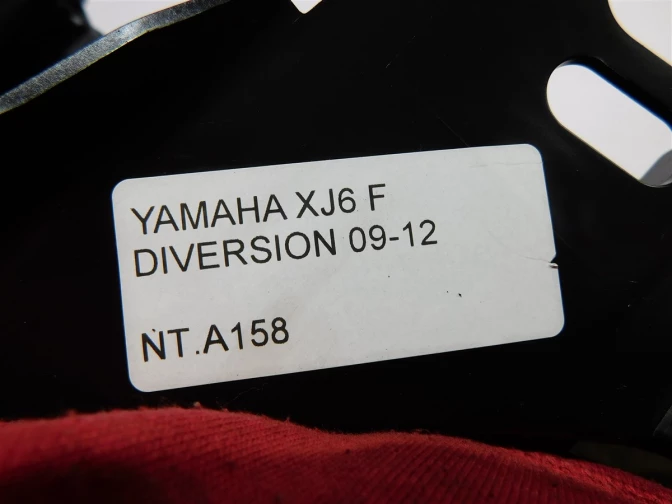 YAMAHA XJ6 F
DIVERSION 09-12
NT.A158